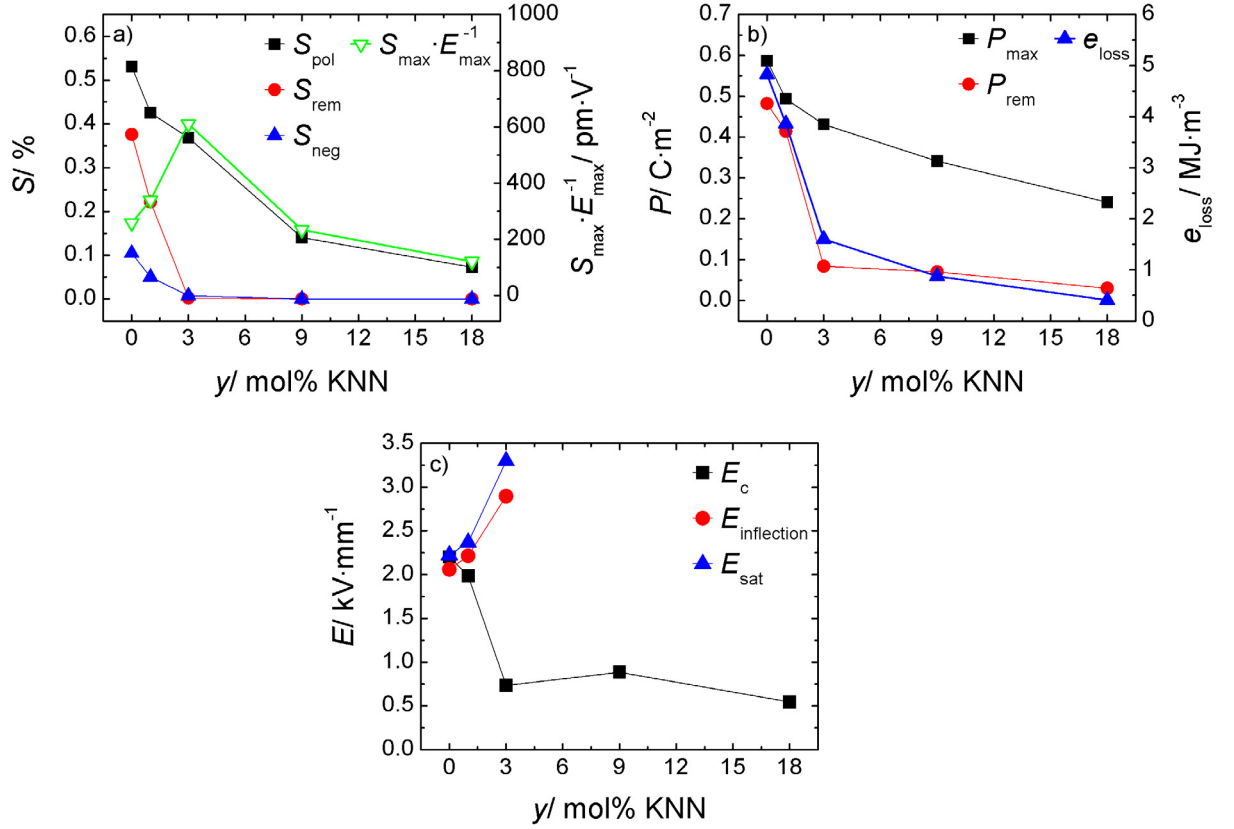 a)
S_pol
S_max·E_max^-1
S_rem
S_neg
0.6
0.5
0.4
0.3
0.2
0.1
0.0
S/ %
1000
800
600
400
200
0
S_max·E_max^-1/ pm·V^-1
0 3 6 9 12 15 18
y/ mol% KNN
b)
P_max
e_loss
P_rem
0.7
0.6
0.5
0.4
0.3
0.2
0.1
0.0
P/ C·m^-2
6
5
4
3
2
1
0
e_loss/ MJ·m^-3
0 3 6 9 12 15 18
y/ mol% KNN
c)
E_c
E_inflection
E_sat
3.5
3.0
2.5
2.0
1.5
1.0
0.5
0.0
E/ kV·mm^-1
0 3 6 9 12 15 18
y/ mol% KNN